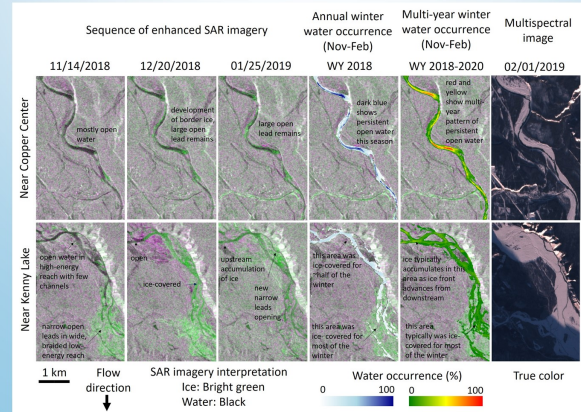 Sequence of enhanced SAR imagery
Annual winter
water occurrence
(Nov-Feb)
Multi-year winter
water occurrence
(Nov-Feb)
Multispectral
image
11/14/2018
12/20/2018
01/25/2019
WY 2018
WY 2018-2020
02/01/2019
Near Copper Center
mostly open
water
development
of border ice,
large open
lead remains
large open
lead remains
dark blue
shows
persistent
open water
this season
red and
yellow
show multi-
year
pattern of
persistent
open water
Near Kenny Lake
open water in
high-energy
reach with few
channels
narrow open
leads in wide,
braided low-
energy reach
open
ice-covered
upstream
accumulation
of ice
new
narrow
leads
opening
this area was
ice-covered for
~half of the
winter
this area was
ice-covered for
most of the
winter
ice typically
accumulates in this
area as ice front
advances from
downstream
this area
typically was ice-
covered for most
of the winter
1 km
Flow
direction
SAR imagery interpretation
Ice: Bright green
Water: Black
Water occurrence (%)
0
100
0
100
True color